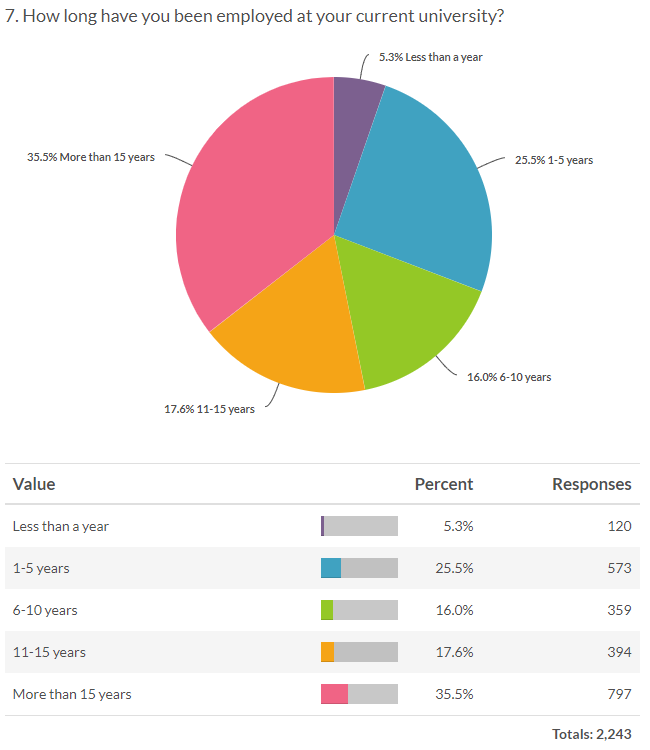 7. How long have you been employed at your current university?
5.3% Less than a year
35.5% More than 15 years
25.5% 1-5 years
16.0% 6-10 years
17.6% 11-15 years
Value Percent Responses
Less than a year 5.3% 120
1-5 years 25.5% 573
6-10 years 16.0% 359
11-15 years 17.6% 394
More than 15 years 35.5% 797
Totals: 2,243